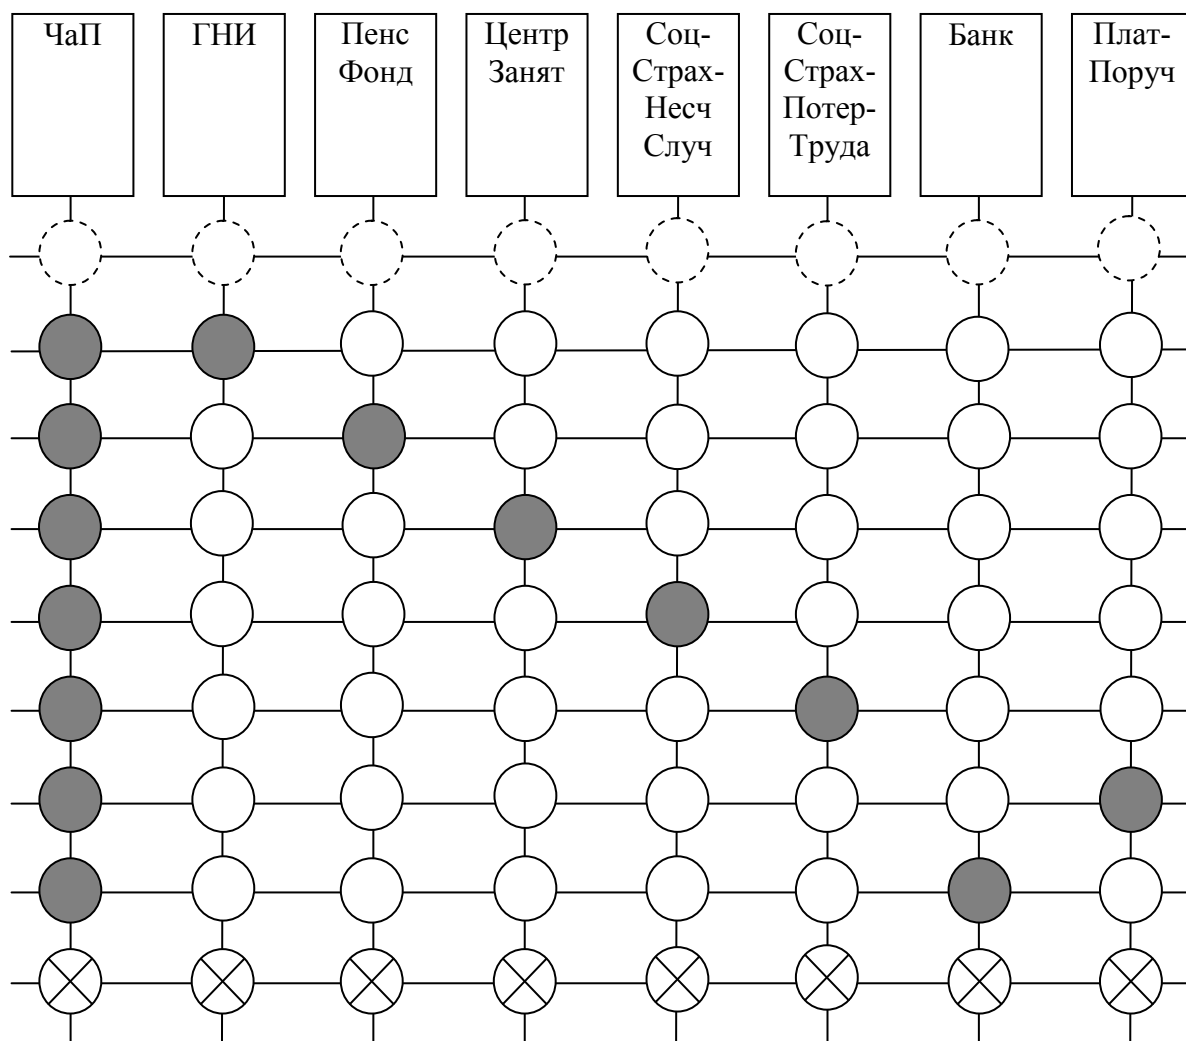 ЧаП
ГНИ
Пенс
Фонд
Центр
Занят
Соц-
Страх-
Несч
Случ
Соц-
Страх-
Потер-
Труда
Банк
Плат-
Поруч